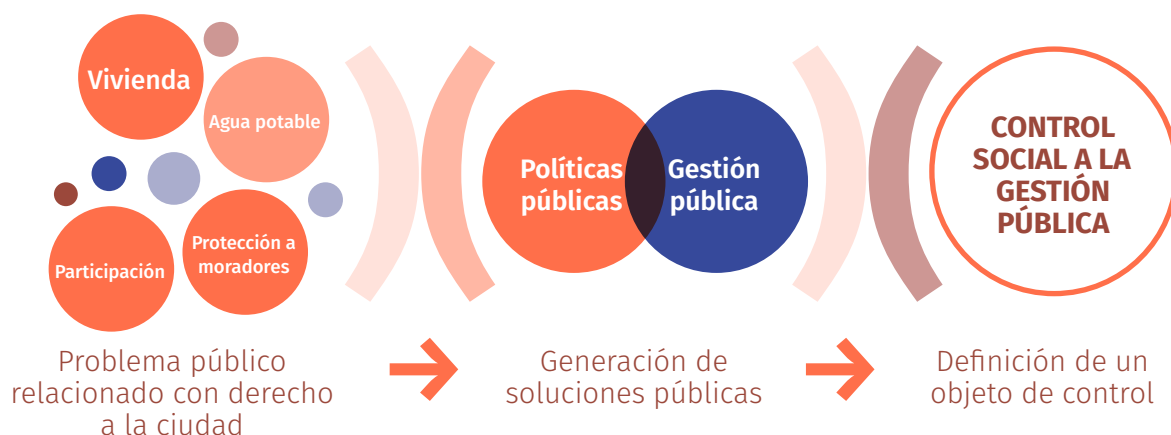 Vivienda
Agua potable
Participación
Protección a
moradores
Políticas
públicas
Gestión
pública
CONTROL
SOCIAL A LA
GESTIÓN
PÚBLICA
Problema público
relacionado con derecho
a la ciudad
Generación de
soluciones públicas
Definición de un
objeto de control